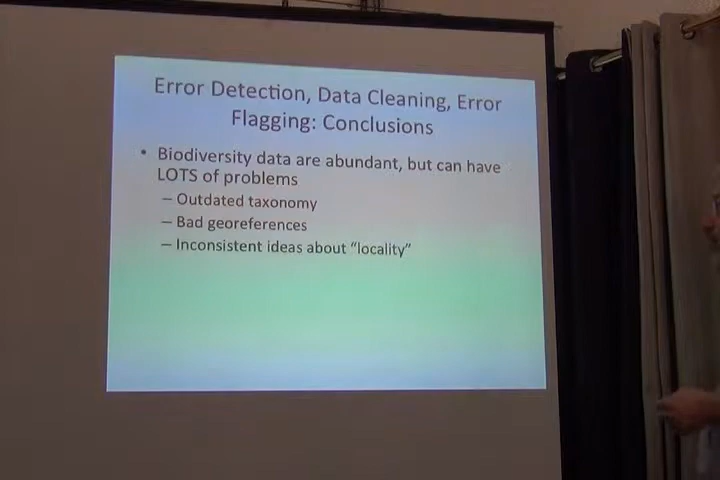 Error Detection, Data Cleaning, Error
Flagging: Conclusions
• Biodiversity data are abundant, but can have
LOTS of problems
– Outdated taxonomy
– Bad georeferences
– Inconsistent ideas about “locality”